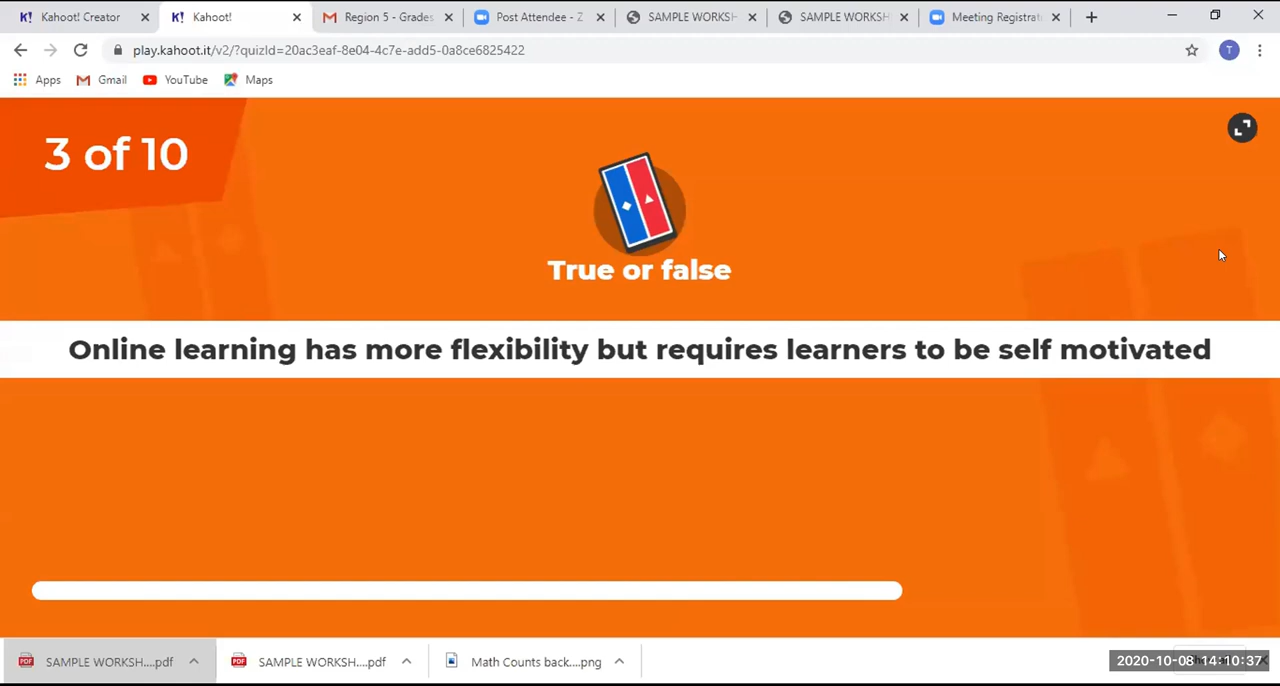 Kahoot! Creator
Kahoot!
Region 5 - Grades
Post Attendee - Z
SAMPLE WORKSH
SAMPLE WORKSH
Meeting Registrat
play.kahoot.it/v2/?quizId=20ac3eaf-8e04-4c7e-add5-0a8ce6825422
T
Apps
Gmail
YouTube
Maps
3 of 10
True or false
Online learning has more flexibility but requires learners to be self motivated
SAMPLE WORKSH....pdf
SAMPLE WORKSH....pdf
Math Counts back....png
2020-10-08 14:10:37